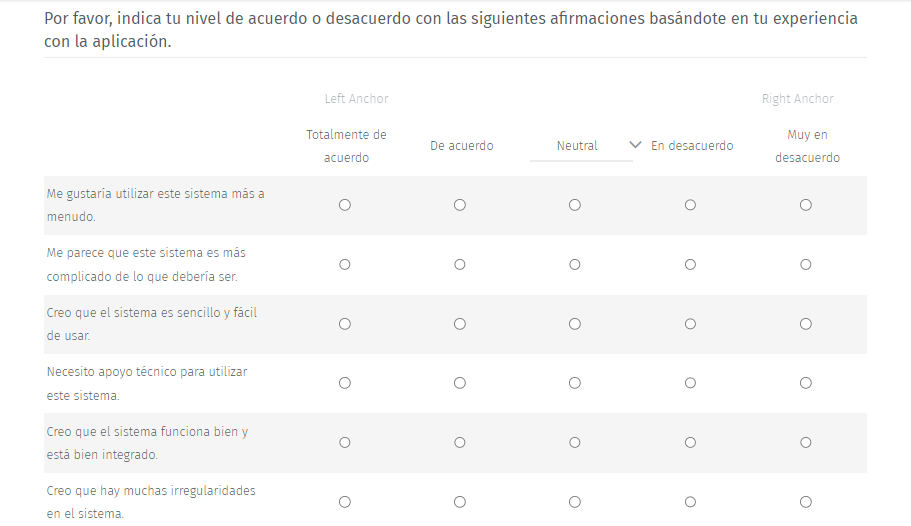 Por favor, indica tu nivel de acuerdo o desacuerdo con las siguientes afirmaciones basándote en tu experiencia
con la aplicación.
Left Anchor
Right Anchor
Totalmente de
acuerdo
De acuerdo
Neutral
En desacuerdo
Muy en
desacuerdo
Me gustaría utilizar este sistema más a
menudo.
Me parece que este sistema es más
complicado de lo que debería ser.
Creo que el sistema es sencillo y fácil
de usar.
Necesito apoyo técnico para utilizar
este sistema.
Creo que el sistema funciona bien y
está bien integrado.
Creo que hay muchas irregularidades
en el sistema.